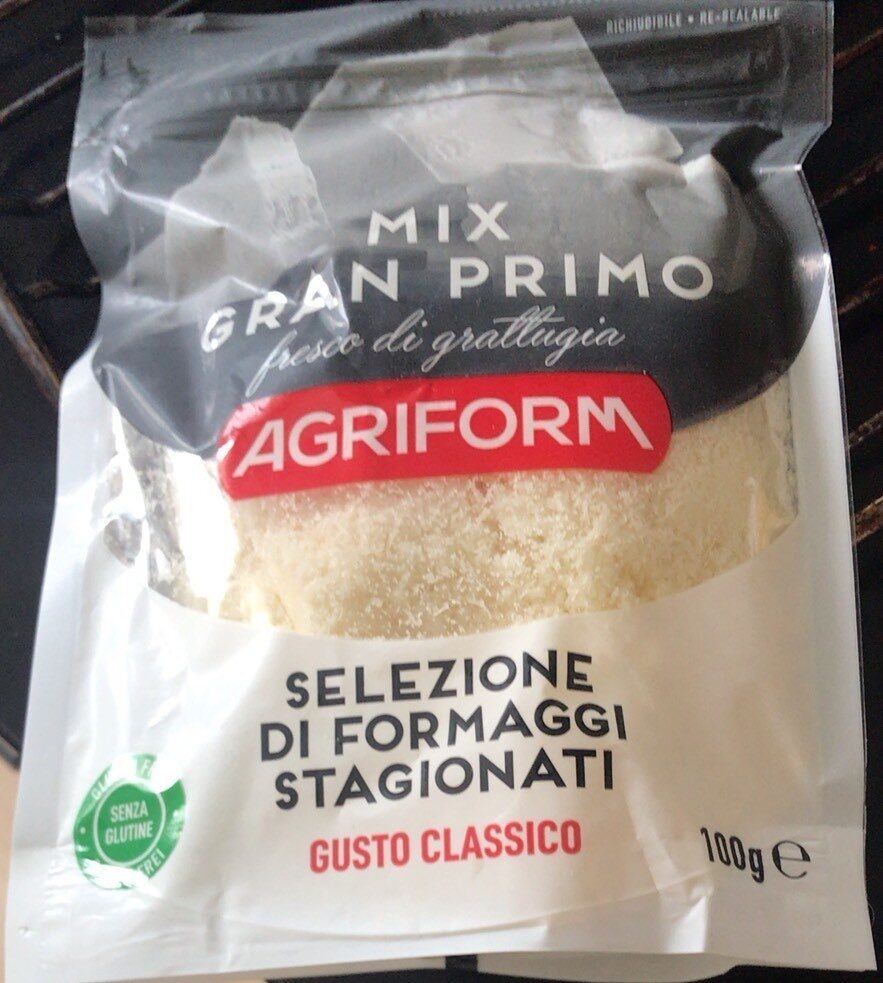 RICHIUDIBILE • RE-SEALABLE
MIX
GRAN PRIMO
fresco di grattugia
AGRIFORM
SELEZIONE
DI FORMAGGI
STAGIONATI
SENZA
GLUTINE
GUSTO CLASSICO
100g ℮